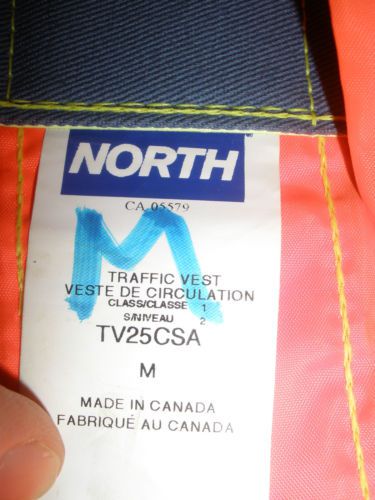 NORTH
CA 05579
M
TRAFFIC VEST
VESTE DE CIRCULATION
CLASS/CLASSE 1
S/NIVEAU 2
TV25CSA
M
MADE IN CANADA
FABRIQUÉ AU CANADA